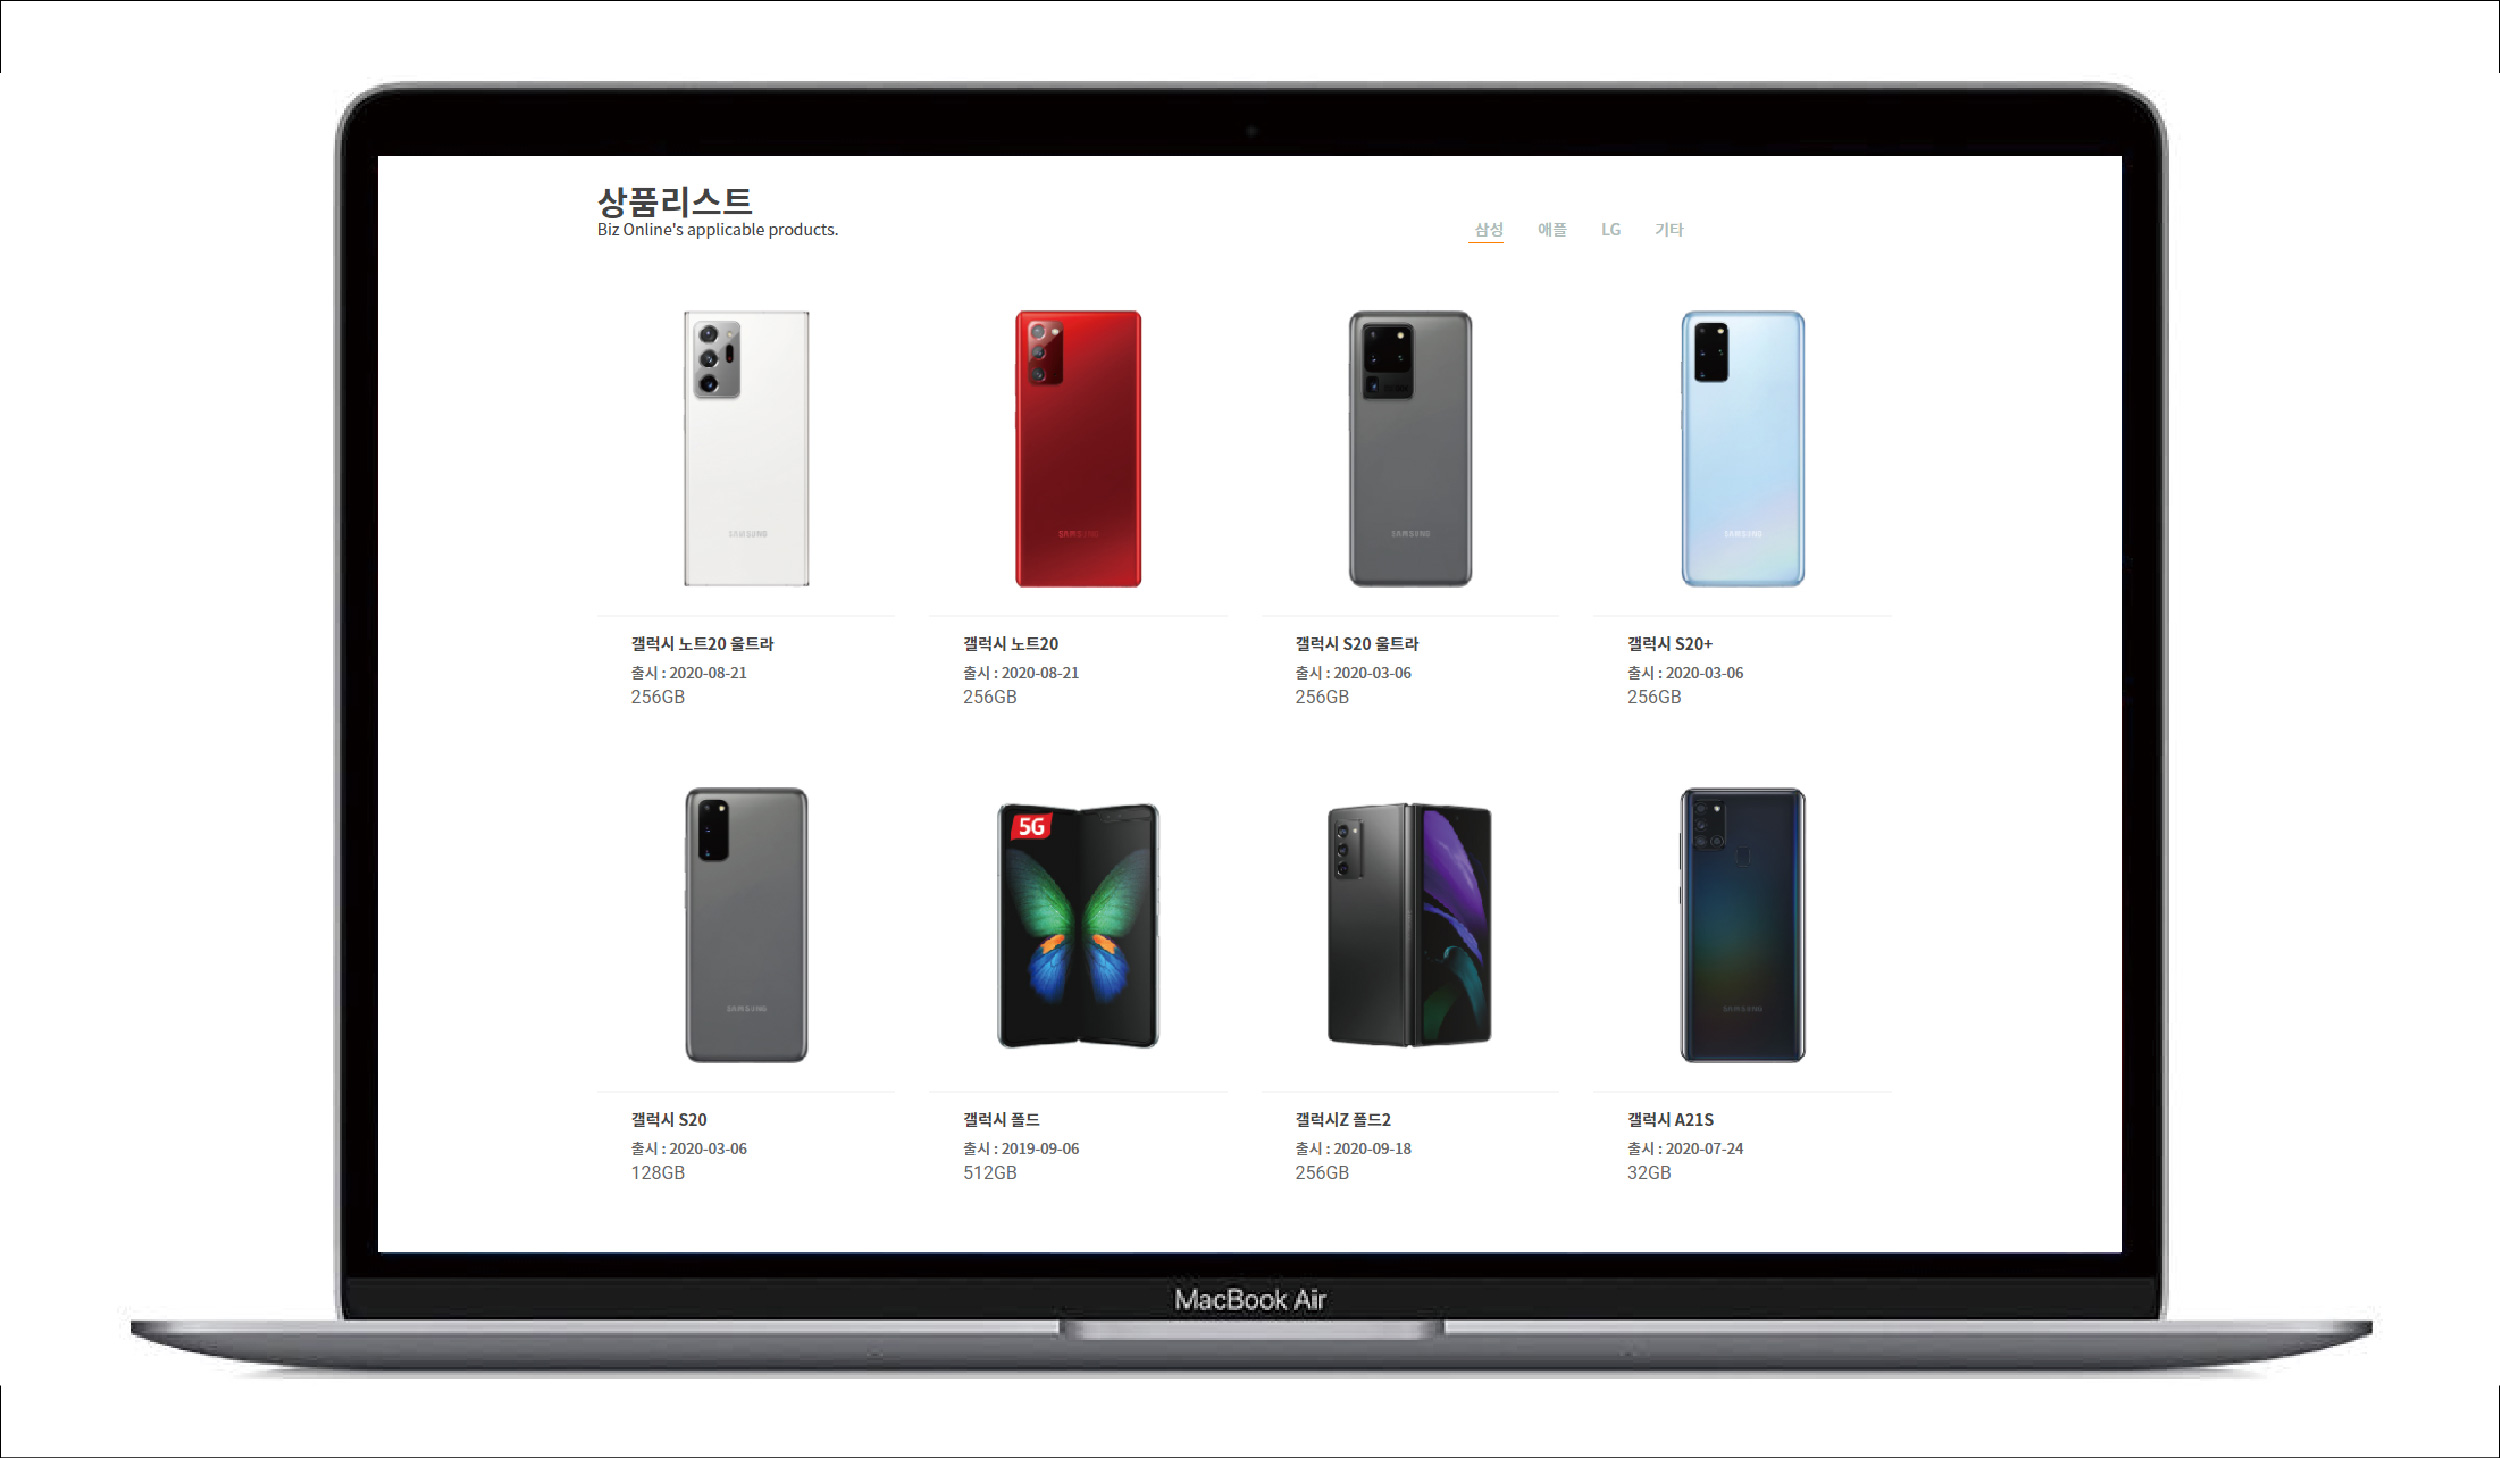 상품리스트
Biz Online's applicable products.
삼성 애플 LG 기타
SAMSUNG SAMSUNG SAMSUNG SAMSUNG
갤럭시 노트20 울트라
출시 : 2020-08-21
256GB
갤럭시 노트20
출시 : 2020-08-21
256GB
갤럭시 S20 울트라
출시 : 2020-03-06
256GB
갤럭시 S20+
출시 : 2020-03-06
256GB
SAMSUNG
5G
SAMSUNG
갤럭시 S20
출시 : 2020-03-06
128GB
갤럭시 폴드
출시 : 2019-09-06
512GB
갤럭시Z 폴드2
출시 : 2020-09-18
256GB
갤럭시 A21S
출시 : 2020-07-24
32GB
MacBook Air